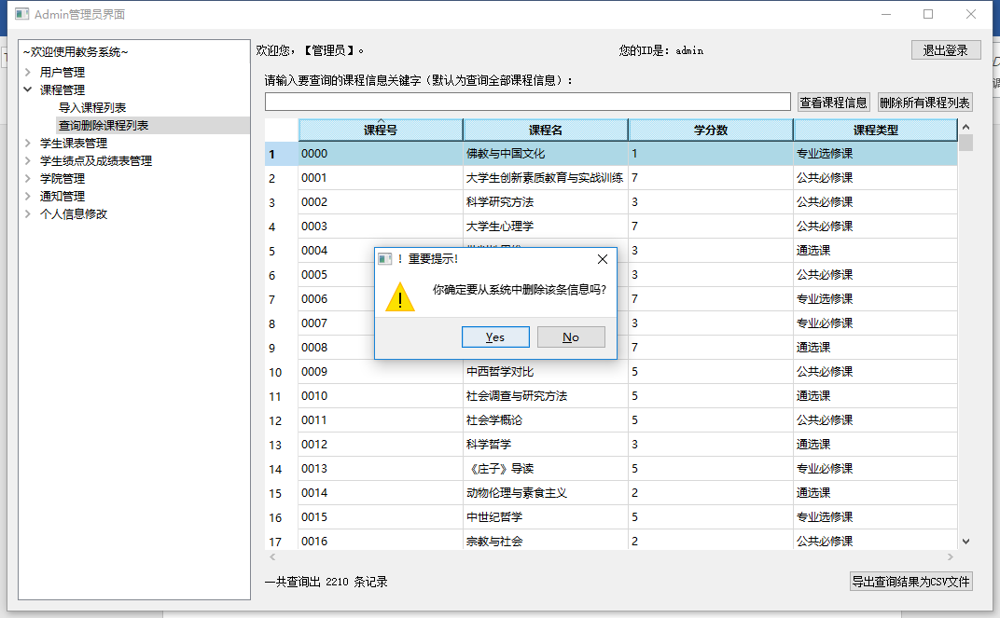 Admin管理员界面
~欢迎使用教务系统~
用户管理
课程管理
导入课程列表
查询删除课程列表
学生课表管理
学生绩点及成绩表管理
学院管理
通知管理
个人信息修改
欢迎您，【管理员】。 您的ID是：admin 退出登录
请输入要查询的课程信息关键字（默认为查询全部课程信息）：
查看课程信息 删除所有课程列表
课程号 课程名 学分数 课程类型
1 0000 佛教与中国文化 1 专业选修课
2 0001 大学生创新素质教育与实战训练 7 公共必修课
3 0002 科学研究方法 3 公共必修课
4 0003 大学生心理学 7 公共必修课
5 0004 3 通选课
6 0005 3 公共必修课
7 0006 7 专业选修课
8 0007 3 专业必修课
9 0008 7 通选课
10 0009 中西哲学对比 5 公共必修课
11 0010 社会调查与研究方法 5 通选课
12 0011 社会学概论 5 公共必修课
13 0012 科学哲学 3 通选课
14 0013 《庄子》导读 5 专业必修课
15 0014 动物伦理与素食主义 2 通选课
16 0015 中世纪哲学 5 专业选修课
17 0016 宗教与社会 2 公共必修课
! 重要提示!
你确定要从系统中删除该条信息吗?
Yes No
一共查询出 2210 条记录 导出查询结果为CSV文件